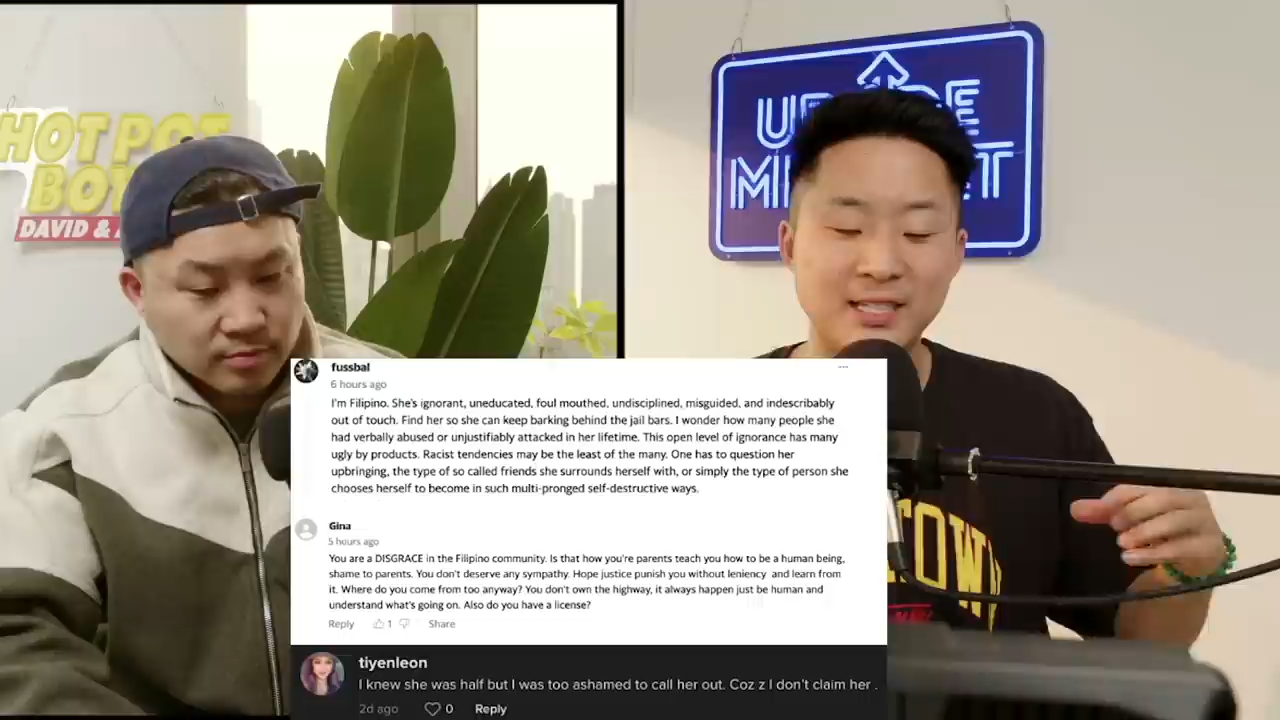 HOT POT
BOY
DAVID &
fussbal
6 hours ago
I'm Filipino. She's ignorant, uneducated, foul mouthed, undisciplined, misguided, and indescribably
out of touch. Find her so she can keep barking behind the jail bars. I wonder how many people she
had verbally abused or unjustifiably attacked in her lifetime. This open level of ignorance has many
ugly by products. Racist tendencies may be the least of the many. One has to question her
upbringing, the type of so called friends she surrounds herself with, or simply the type of person she
chooses herself to become in such multi-pronged self-destructive ways.
Gina
5 hours ago
You are a DISGRACE in the Filipino community. Is that how you're parents teach you how to be a human being,
shame to parents. You don't deserve any sympathy. Hope justice punish you without leniency and learn from
it. Where do you come from too anyway? You don't own the highway, it always happen just be human and
understand what's going on. Also do you have a license?
Reply 1 Share
tiyenleon
I knew she was half but I was too ashamed to call her out. Coz z I don't claim her .
2d ago 0 Reply